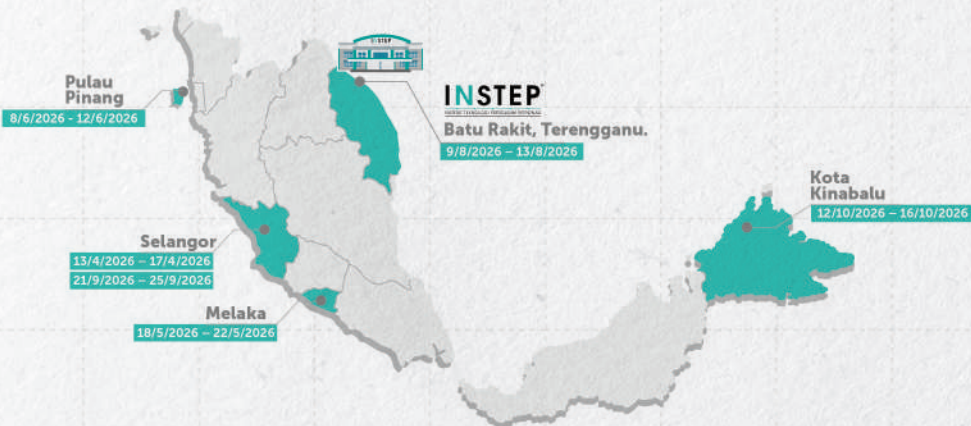 INSTEP
Pulau
Pinang
8/6/2026 - 12/6/2026
INSTEP
Batu Rakit, Terengganu.
9/8/2026 – 13/8/2026
Kota
Kinabalu
12/10/2026 – 16/10/2026
Selangor
13/4/2026 – 17/4/2026
21/9/2026 – 25/9/2026
Melaka
18/5/2026 – 22/5/2026